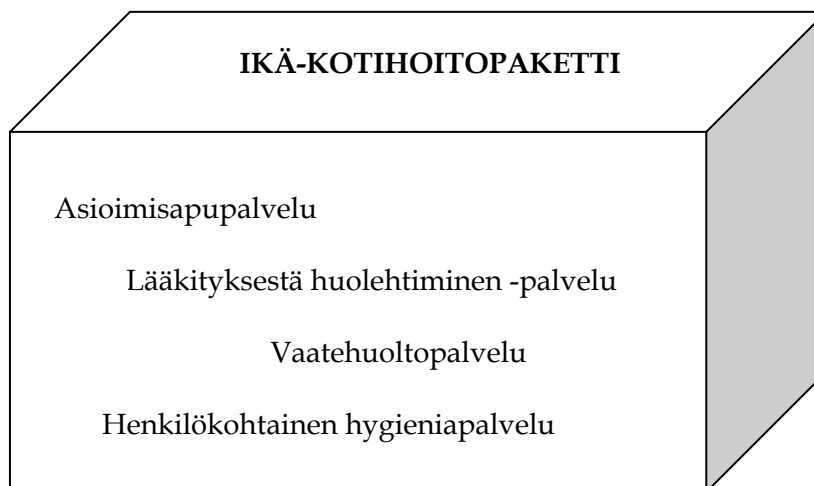 IKÄ-KOTIHOITOPAKETTI
Asioimisapupalvelu
Lääkityksestä huolehtiminen -palvelu
Vaatehuoltopalvelu
Henkilökohtainen hygieniapalvelu